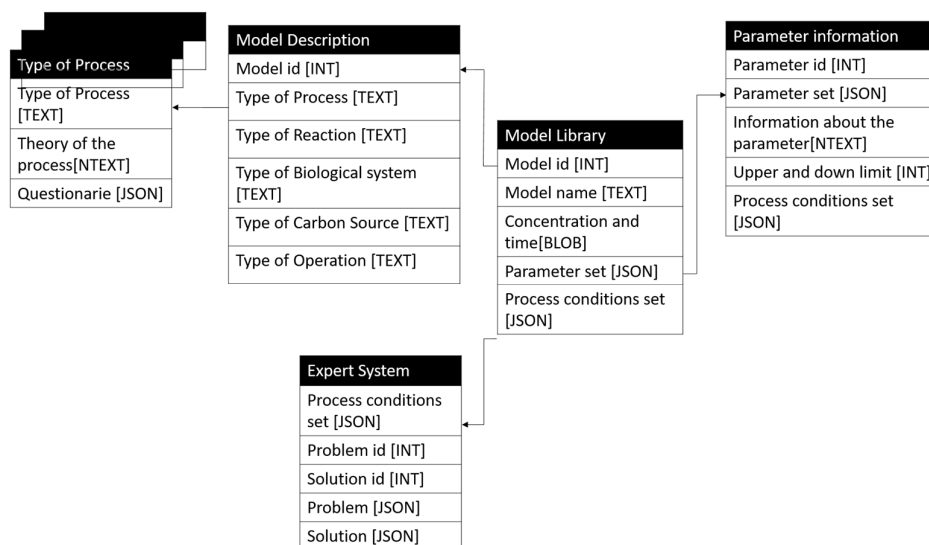 Type of Process
Type of Process
[TEXT]
Theory of the
process[NTEXT]
Questionarie [JSON]
Model Description
Model id [INT]
Type of Process [TEXT]
Type of Reaction [TEXT]
Type of Biological system
[TEXT]
Type of Carbon Source [TEXT]
Type of Operation [TEXT]
Model Library
Model id [INT]
Model name [TEXT]
Concentration and
time[BLOB]
Parameter set [JSON]
Process conditions set
[JSON]
Parameter information
Parameter id [INT]
Parameter set [JSON]
Information about the
parameter[NTEXT]
Upper and down limit [INT]
Process conditions set
[JSON]
Expert System
Process conditions
set [JSON]
Problem id [INT]
Solution id [INT]
Problem [JSON]
Solution [JSON]